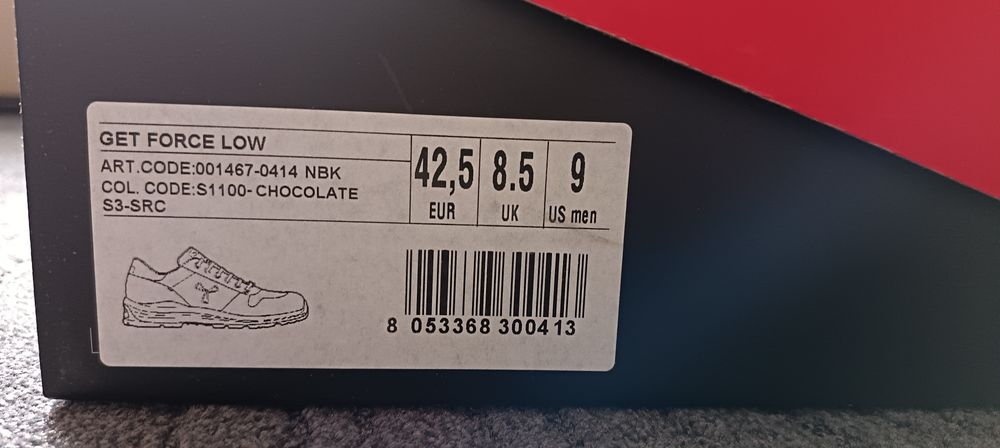 GET FORCE LOW
ART.CODE:001467-0414 NBK
COL. CODE:S1100-CHOCOLATE
S3-SRC
42,5 8.5 9
EUR UK US men
8 053368 300413